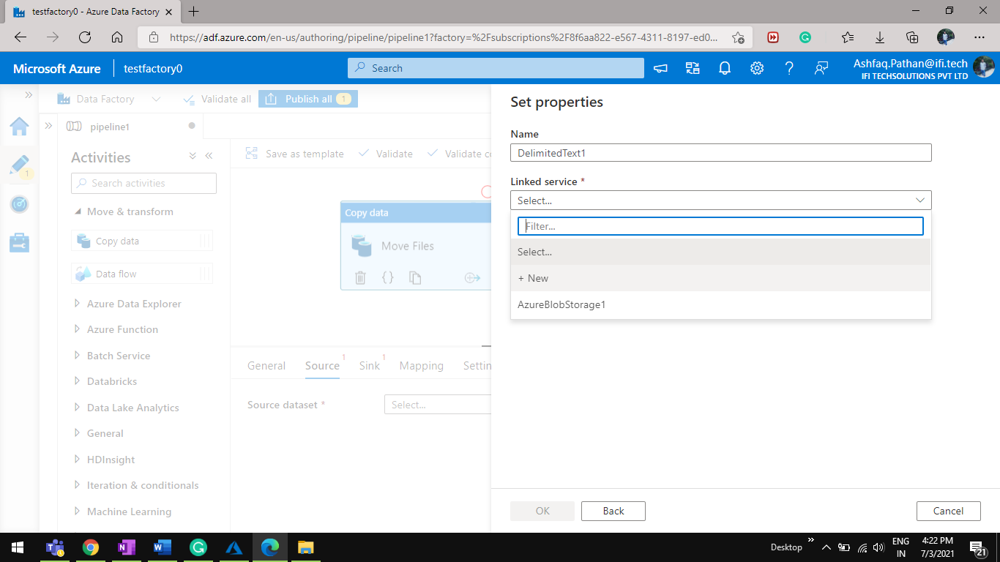 testfactory0 - Azure Data Factory
https://adf.azure.com/en-us/authoring/pipeline/pipeline1?factory=%2Fsubscriptions%2F8f6aa822-e567-4311-8197-ed0...
Microsoft Azure
testfactory0
Search
Ashfaq.Pathan@ifi.tech
IFI TECHSOLUTIONS PVT LTD
Data Factory
Validate all
Publish all 1
pipeline1
Activities
Search activities
Move & transform
Copy data
Data flow
Azure Data Explorer
Azure Function
Batch Service
Databricks
Data Lake Analytics
General
HDInsight
Iteration & conditionals
Machine Learning
1
Save as template
Validate
Validate co
Copy data
Move Files
{}
General
Source 1
Sink 1
Mapping
Settin
Source dataset *
Select...
Set properties
Name
DelimitedText1
Linked service *
Select...
Filter...
Select...
+ New
AzureBlobStorage1
OK
Back
Cancel
Desktop
ENG
IN
4:22 PM
7/3/2021
21